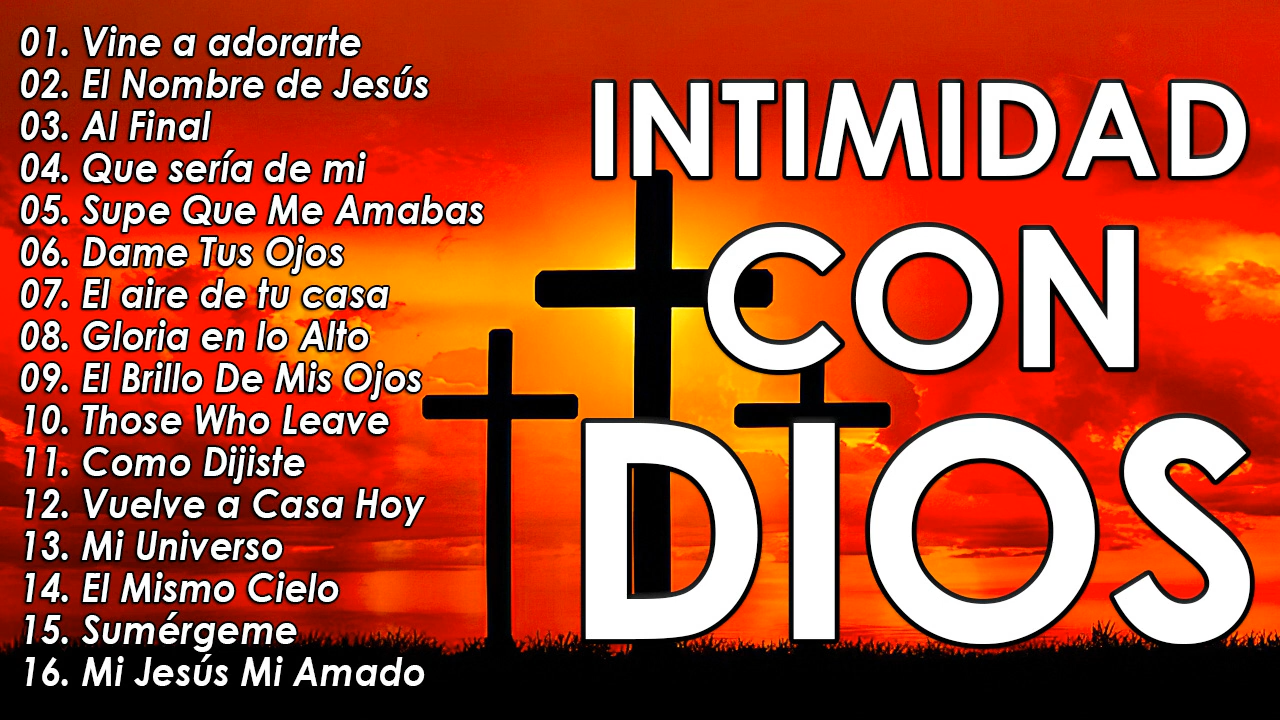 01. Vine a adorarte
02. El Nombre de Jesús
03. Al Final
04. Que sería de mi
05. Supe Que Me Amabas
06. Dame Tus Ojos
07. El aire de tu casa
08. Gloria en lo Alto
09. El Brillo De Mis Ojos
10. Those Who Leave
11. Como Dijiste
12. Vuelve a Casa Hoy
13. Mi Universo
14. El Mismo Cielo
15. Sumérgeme
16. Mi Jesús Mi Amado
INTIMIDAD
CON
DIOS